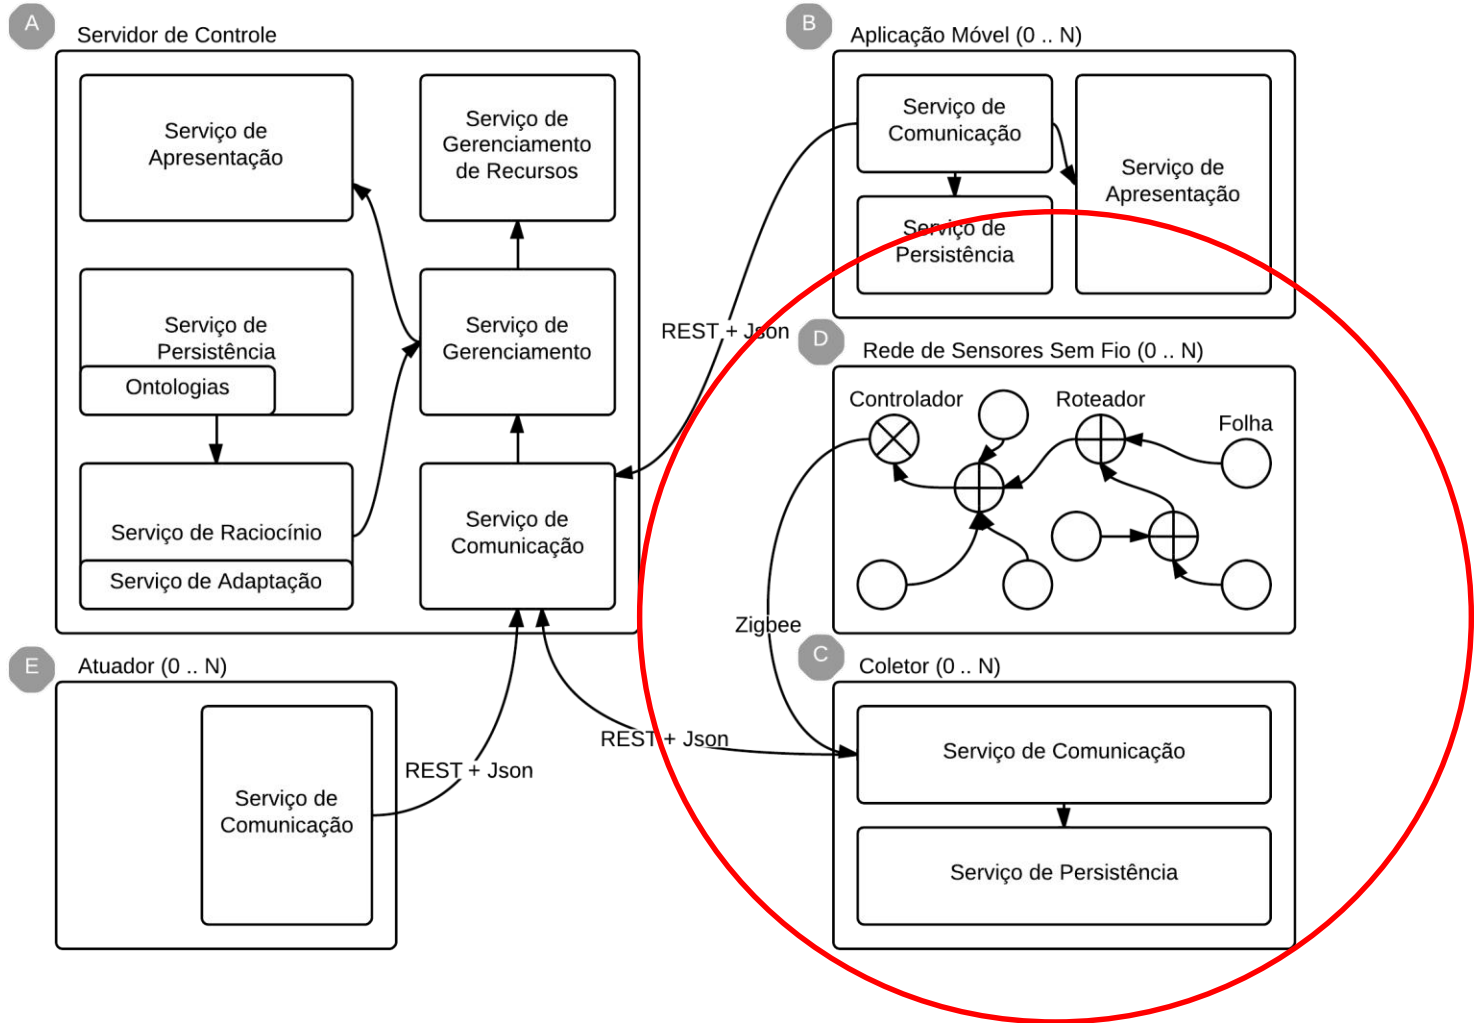 A
Servidor de Controle
Serviço de
Apresentação
Serviço de
Gerenciamento
de Recursos
Serviço de
Persistência
Ontologias
Serviço de
Gerenciamento
Serviço de Raciocínio
Serviço de Adaptação
Serviço de
Comunicação
B
Aplicação Móvel (0 .. N)
Serviço de
Comunicação
Serviço de
Persistência
Serviço de
Apresentação
REST + Json
D
Rede de Sensores Sem Fio (0 .. N)
Controlador
Roteador
Folha
Zigbee
E
Atuador (0 .. N)
Serviço de
Comunicação
REST + Json
REST + Json
C
Coletor (0 .. N)
Serviço de Comunicação
Serviço de Persistência